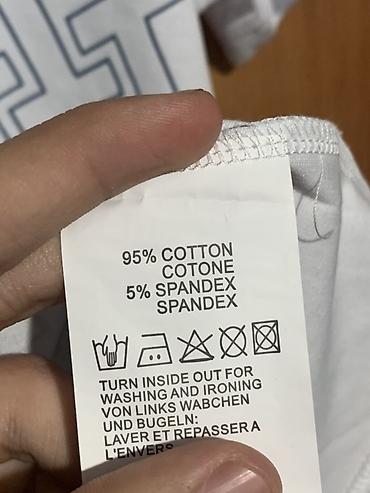 95% COTTON
COTONE
5% SPANDEX
SPANDEX
TURN INSIDE OUT FOR
WASHING AND IRONING
VON LINKS WABCHEN
UND BUGELN:
LAVER ET REPASSER A
L'ENVERS